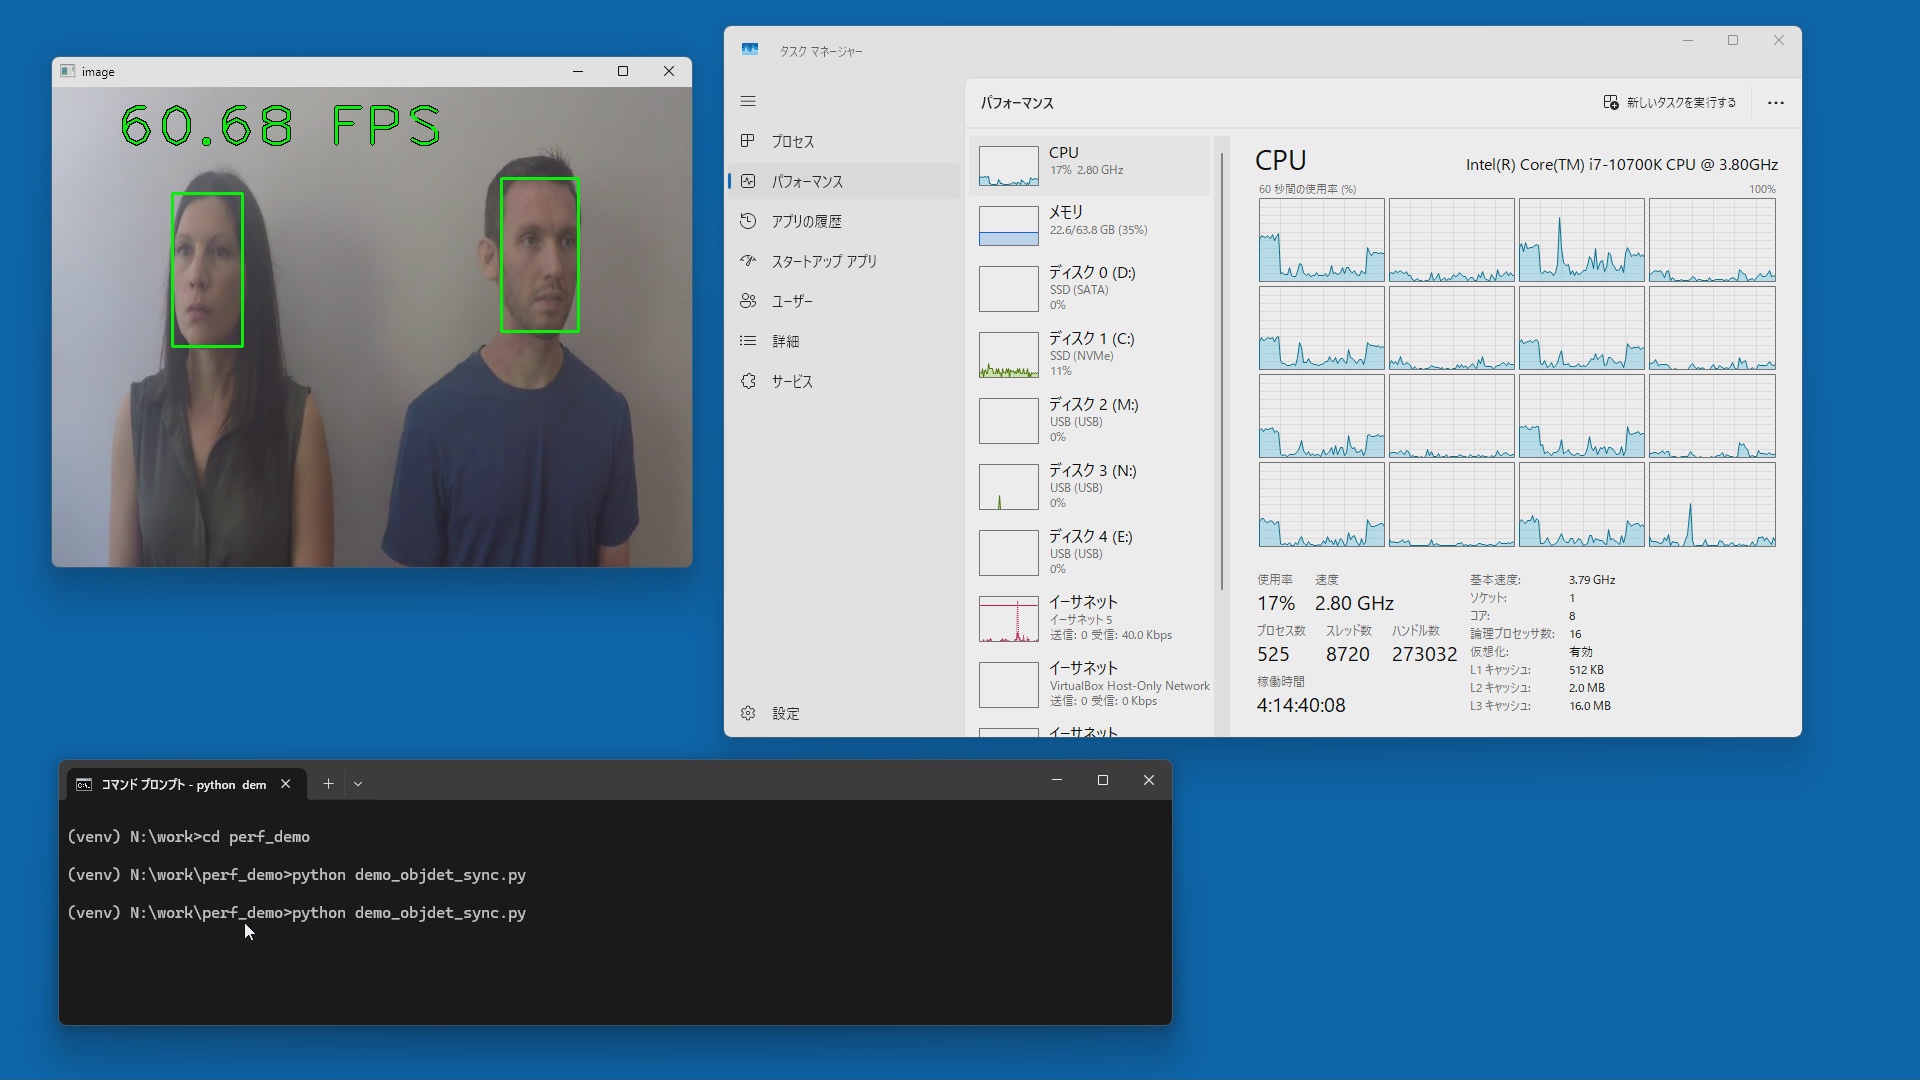 image
60.68 FPS
タスク マネージャー
プロセス
パフォーマンス
アプリの履歴
スタートアップ アプリ
ユーザー
詳細
サービス
設定
パフォーマンス
新しいタスクを実行する
CPU
17% 2.80 GHz
メモリ
22.6/63.8 GB (35%)
ディスク 0 (D:)
SSD (SATA)
0%
ディスク 1 (C:)
SSD (NVMe)
11%
ディスク 2 (M:)
USB (USB)
0%
ディスク 3 (N:)
USB (USB)
0%
ディスク 4 (E:)
USB (USB)
0%
イーサネット
イーサネット 5
送信: 0 受信: 40.0 Kbps
イーサネット
VirtualBox Host-Only Network
送信: 0 受信: 0 Kbps
イーサネット
CPU
Intel(R) Core(TM) i7-10700K CPU @ 3.80GHz
60 秒間の使用率 (%)
100%
使用率 速度
17% 2.80 GHz
プロセス数 スレッド数 ハンドル数
525 8720 273032
稼働時間
4:14:40:08
基本速度: 3.79 GHz
ソケット: 1
コア: 8
論理プロセッサ数: 16
仮想化: 有効
L1 キャッシュ: 512 KB
L2 キャッシュ: 2.0 MB
L3 キャッシュ: 16.0 MB
コマンド プロンプト - python dem
(venv) N:\work>cd perf_demo
(venv) N:\work\perf_demo>python demo_objdet_sync.py
(venv) N:\work\perf_demo>python demo_objdet_sync.py